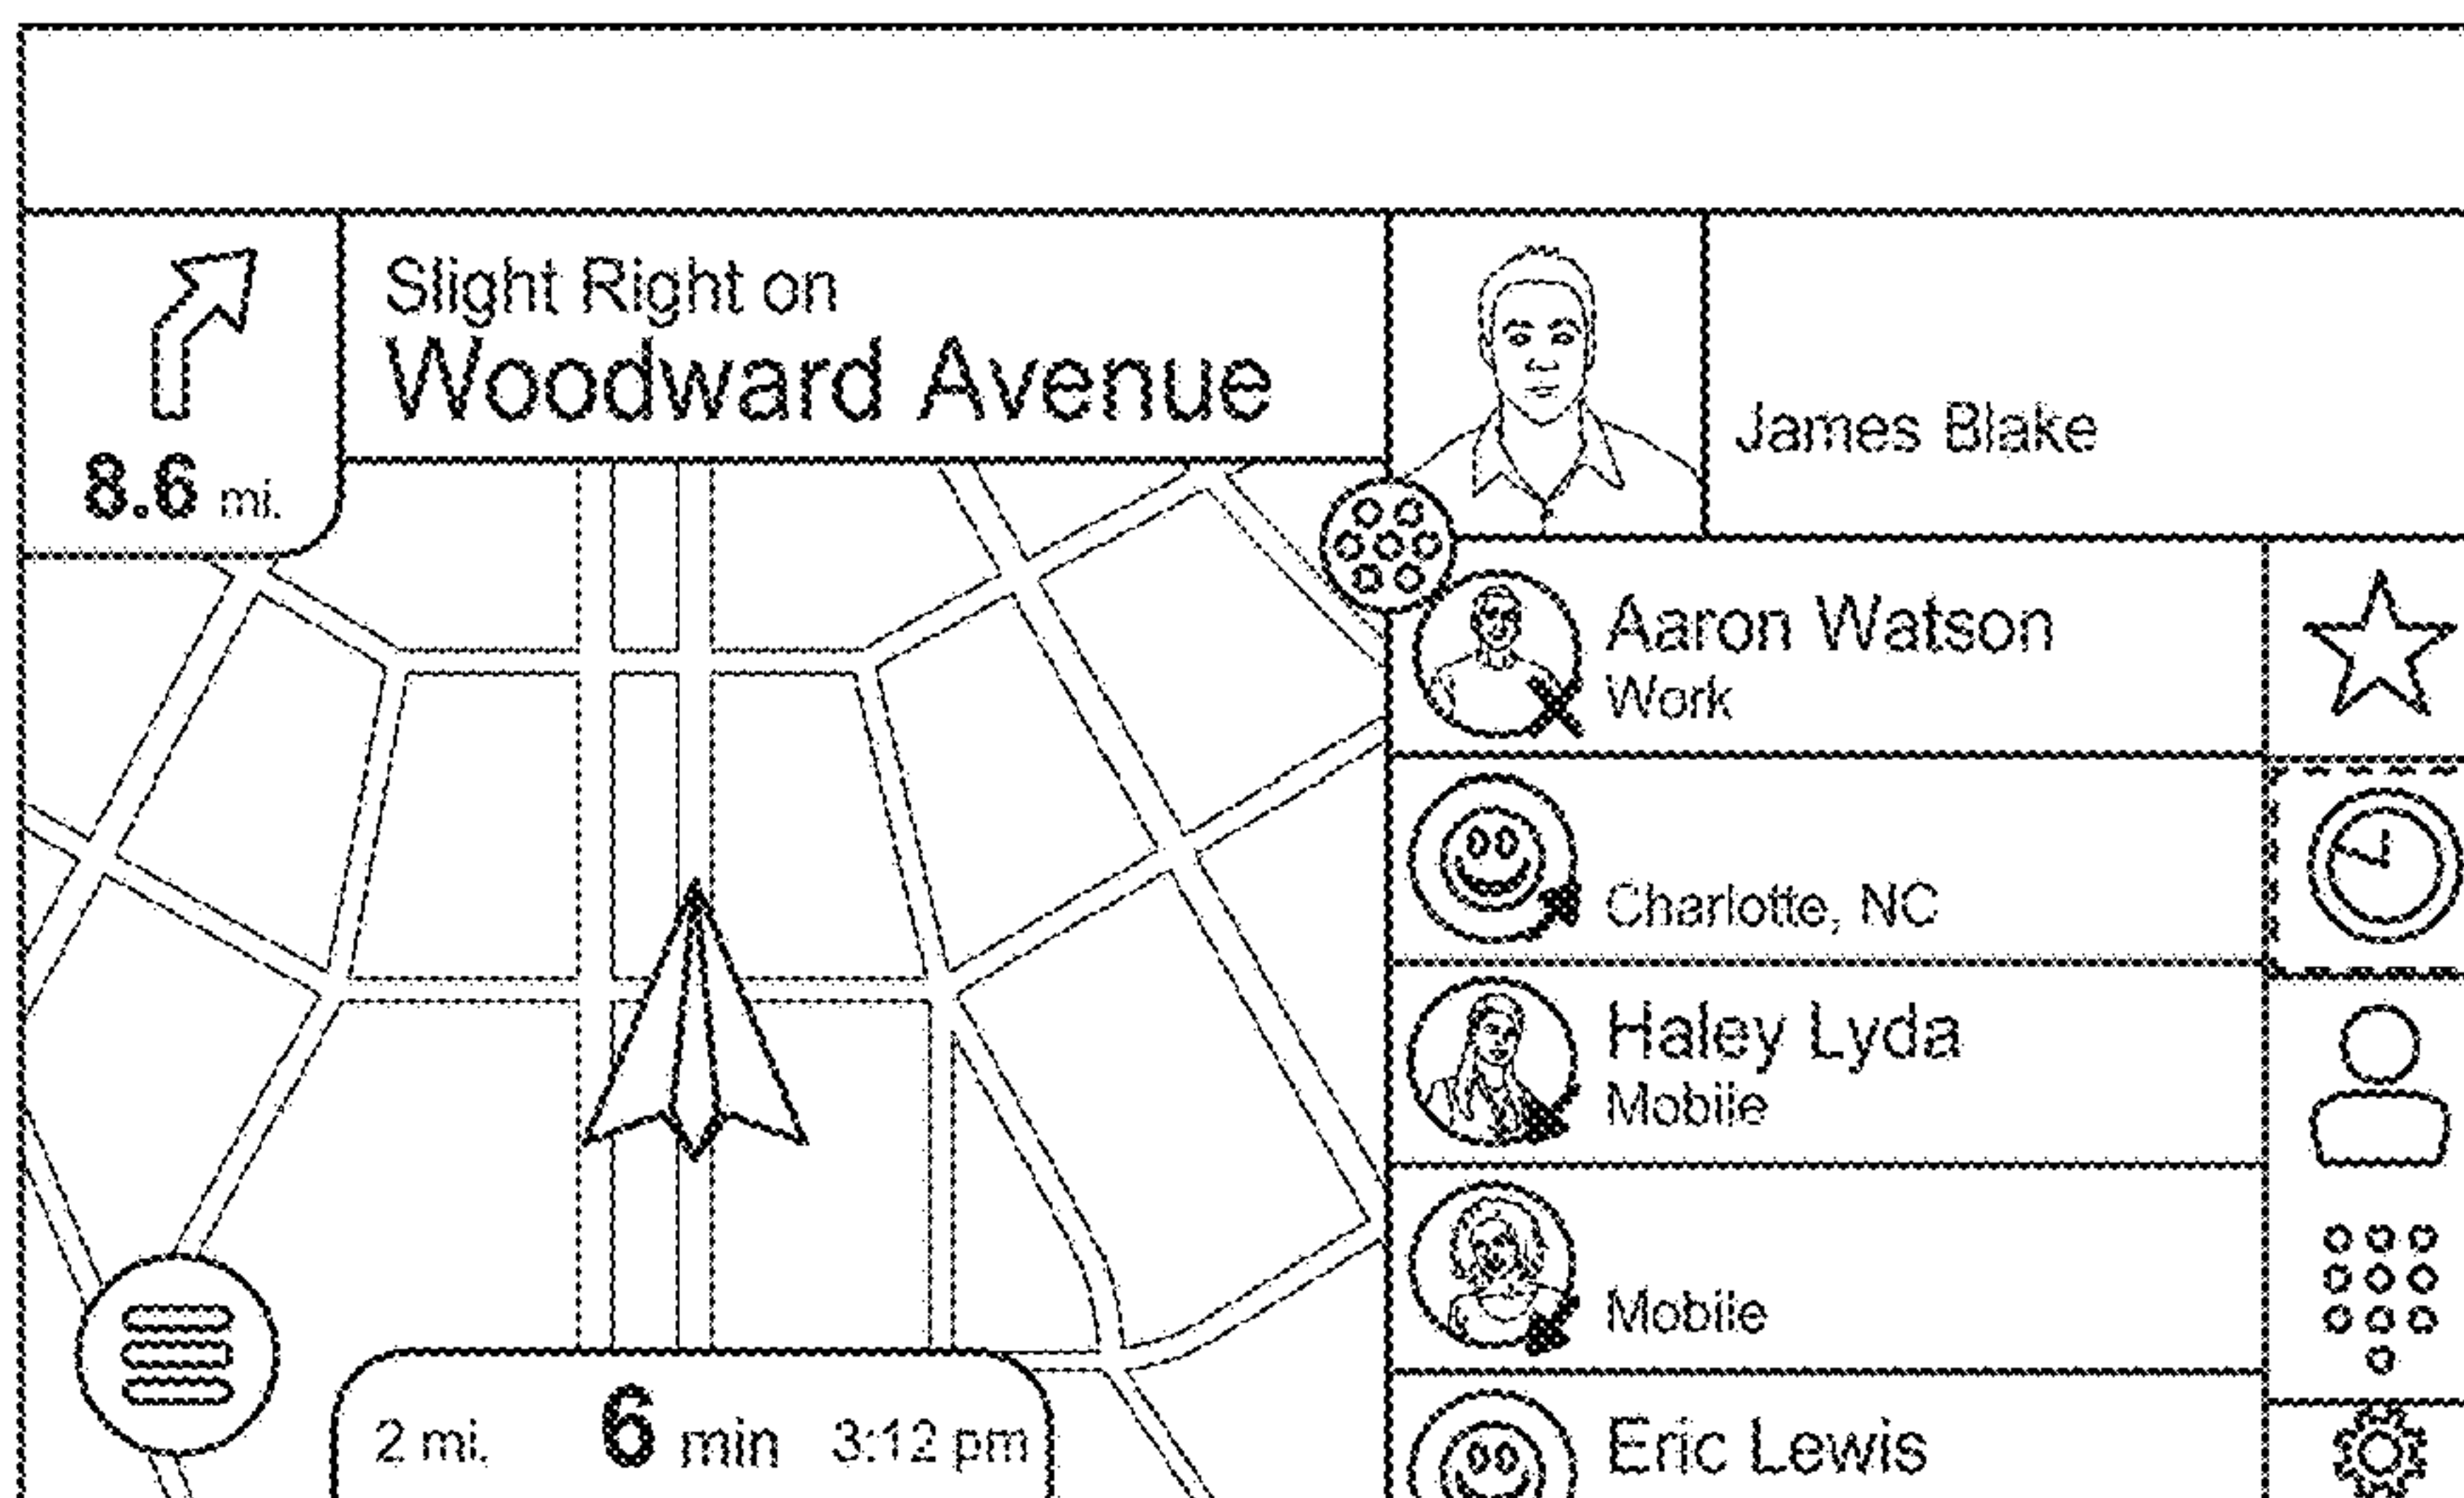 Slight Right on
Woodward Avenue
8.6 mi.
James Blake
Aaron Watson
Work
Charlotte, NC
Haley Lyda
Mobile
Mobile
Eric Lewis
2 mi.
6 min
3:12 pm